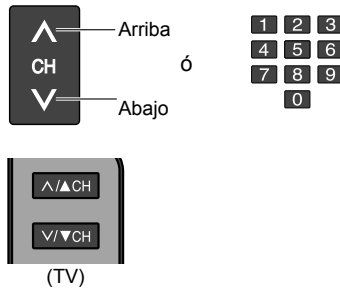 Arriba
CH
Abajo
ó
1 2 3
4 5 6
7 8 9
0
∧/▲CH
∨/▼CH
(TV)